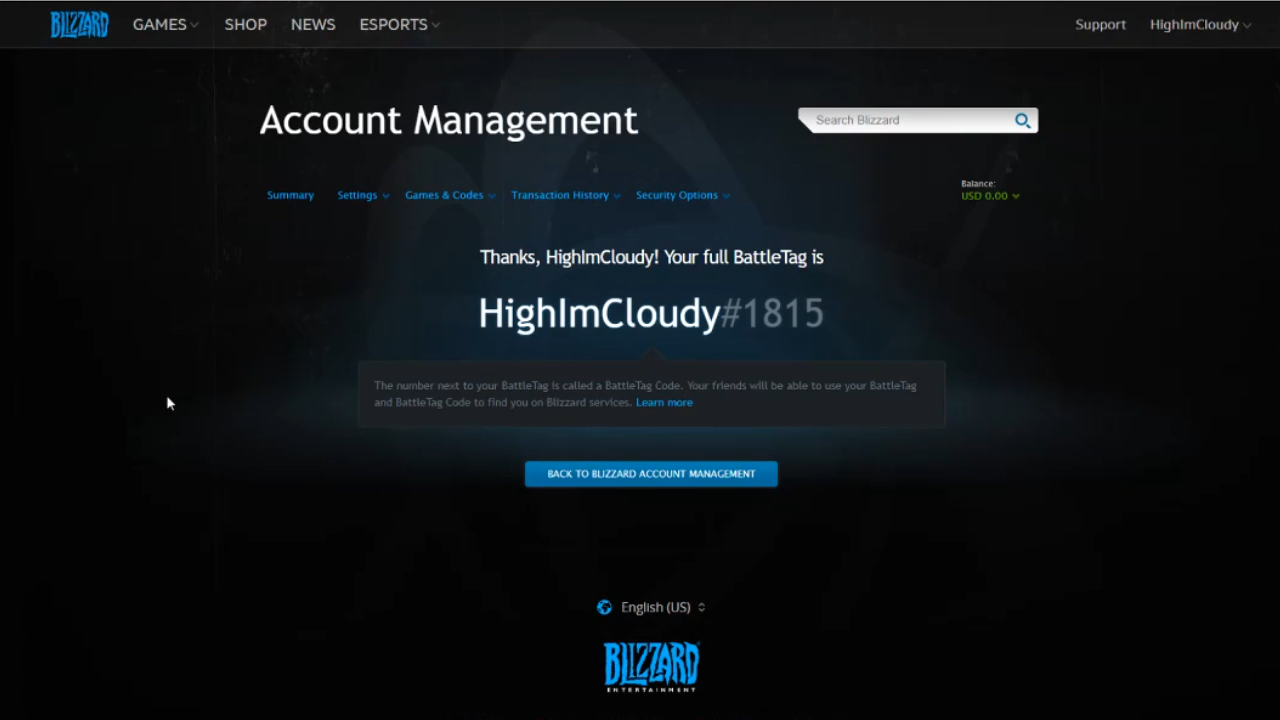 BLIZZARD GAMES SHOP NEWS ESPORTS Support HighImCloudy
Account Management
Search Blizzard
Summary Settings Games & Codes Transaction History Security Options
Balance:
USD 0.00
Thanks, HighImCloudy! Your full BattleTag is
HighImCloudy#1815
The number next to your BattleTag is called a BattleTag Code. Your friends will be able to use your BattleTag
and BattleTag Code to find you on Blizzard services. Learn more
BACK TO BLIZZARD ACCOUNT MANAGEMENT
English (US)
BLIZZARD
ENTERTAINMENT